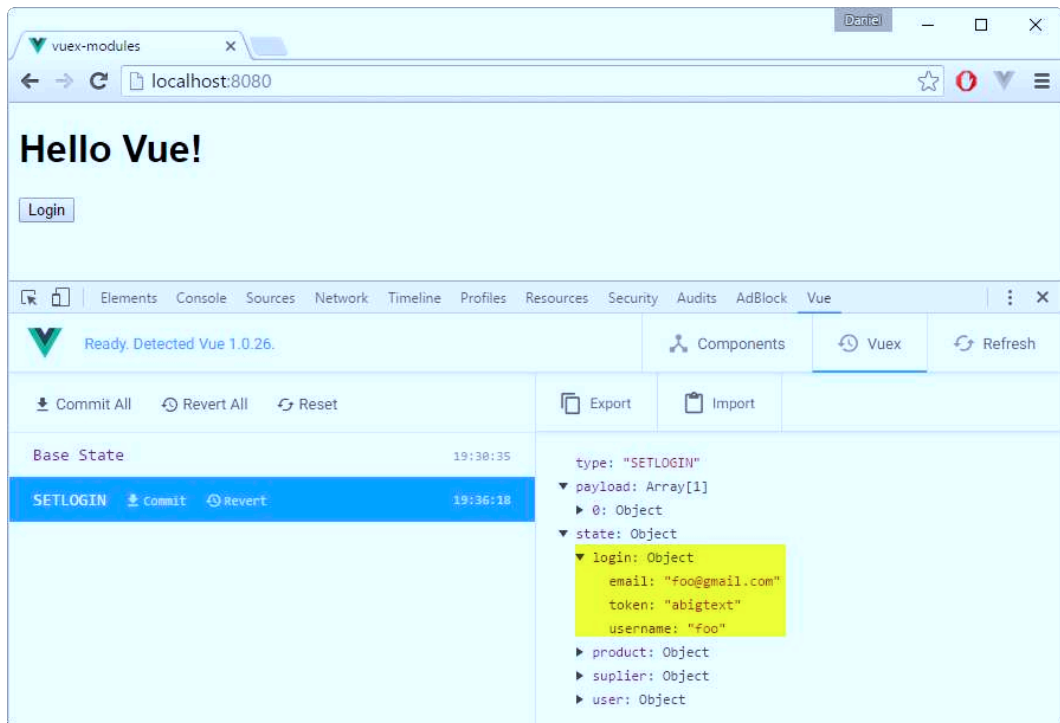 Daniel
vuex-modules
localhost:8080
Hello Vue!
Login
Elements Console Sources Network Timeline Profiles Resources Security Audits AdBlock Vue
Ready. Detected Vue 1.0.26. Components Vuex Refresh
Commit All Revert All Reset Export Import
Base State 19:30:35
SETLOGIN Commit Revert 19:36:18
type: "SETLOGIN"
payload: Array[1]
0: Object
state: Object
login: Object
email: "foo@gmail.com"
token: "abigtext"
username: "foo"
product: Object
suplier: Object
user: Object